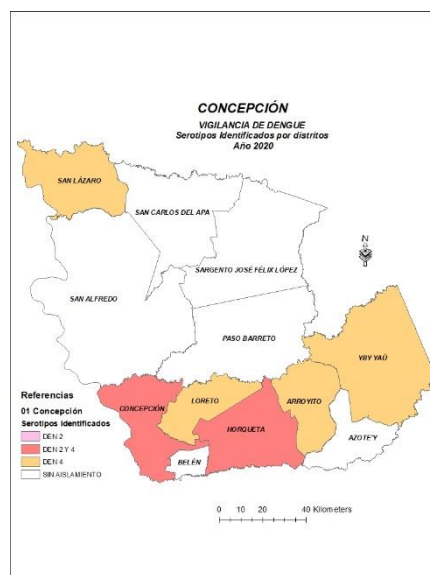 CONCEPCIÓN
VIGILANCIA DE DENGUE
Serotipos Identificados por distritos
Año 2020
SAN LÁZARO
SAN CARLOS DEL APA
N
SARGENTO JOSÉ FÉLIX LÓPEZ
SAN ALFREDO
PASO BARRETO
YBY YAÚ
CONCEPCIÓN
LORETO
ARROYITO
HORQUETA
AZOTE'Y
BELÉN
Referencias
01 Concepción
Serotipos Identificados
DEN 2
DEN 2 Y 4
DEN 4
SIN AISLAMIENTO
0 10 20 40 Kilometers